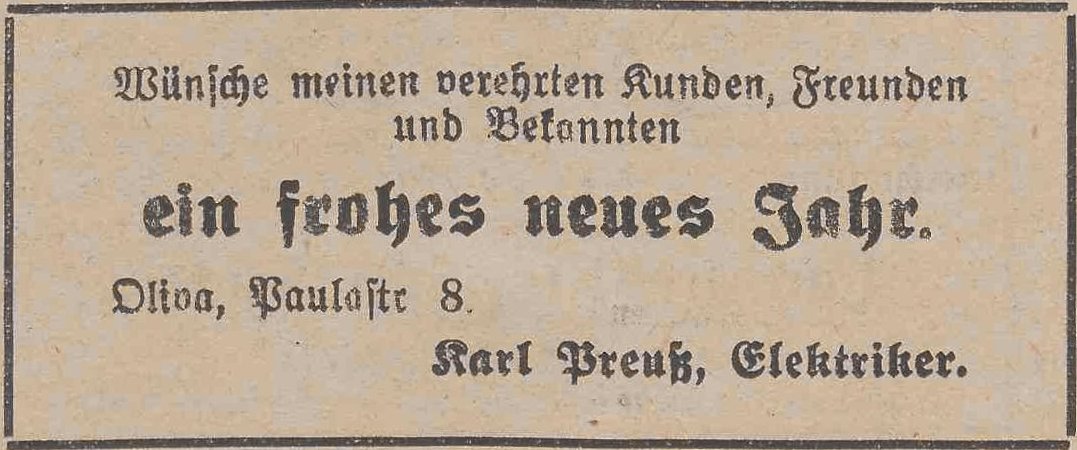 Wünsche meinen verehrten Kunden, Freunden
und Bekannten
ein frohes neues Jahr.
Oliva, Paulastr 8.
Karl Preuß, Elektriker.